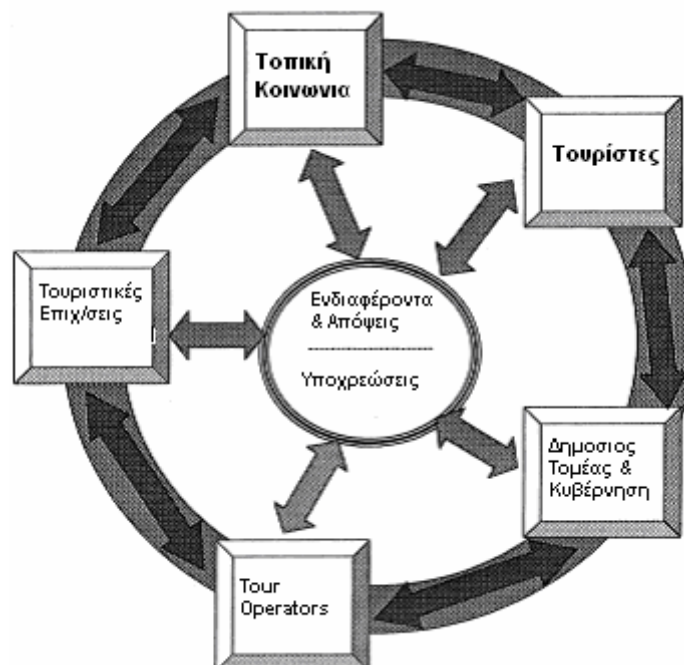 Τοπική
Κοινωνια
Τουρίστες
Τουριστικές
Επιχ/σεις
Ενδιαφέροντα
& Απόψεις
Υποχρεώσεις
Δημοσιος
Τομέας &
Κυβέρνηση
Tour
Operators